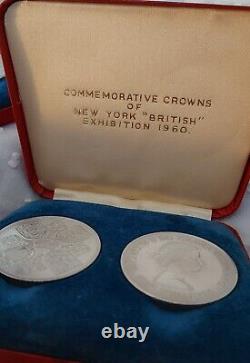 COMMEMORATIVE CROWNS
OF
NEW YORK "BRITISH"
EXHIBITION 1960.
ebay